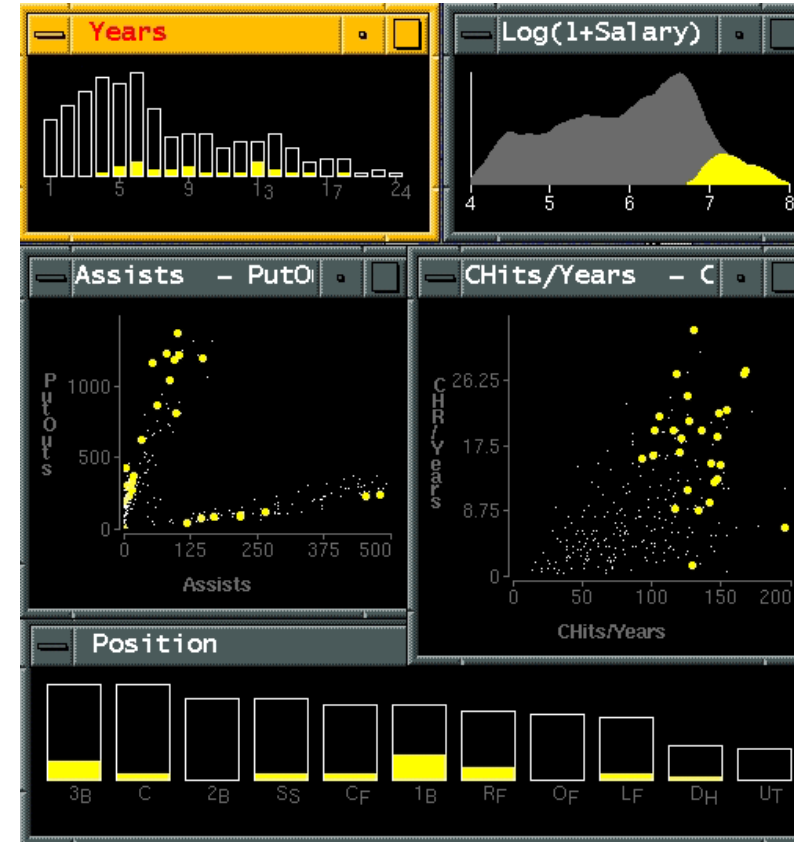 Years
Log(1+Salary)
1 5 9 13 17 24
4 5 6 7 8
Assists - PutO
CHits/Years - C
PutOuts
1000
500
0
0 125 250 375 500
Assists
CHR/Years
26.25
17.5
8.75
0
0 50 100 150 200
CHits/Years
Position
3B C 2B SS CF 1B RF OF LF DH UT